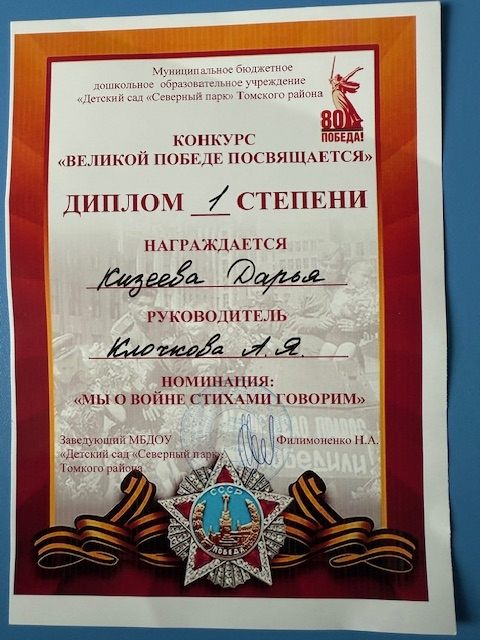 Муниципальное бюджетное
дошкольное образовательное учреждение
«Детский сад «Северный парк» Томского района
80
ПОБЕДА!
КОНКУРС
«ВЕЛИКОЙ ПОБЕДЕ ПОСВЯЩАЕТСЯ»
ДИПЛОМ 1 СТЕПЕНИ
НАГРАЖДАЕТСЯ
Кизеева Дарья
РУКОВОДИТЕЛЬ
Клочкова А.Я.
НОМИНАЦИЯ:
«МЫ О ВОЙНЕ СТИХАМИ ГОВОРИМ»
Заведующий МБДОУ Филимоненко Н.А.
«Детский сад «Северный парк»
Томкого района
СССР
ПОБЕДА